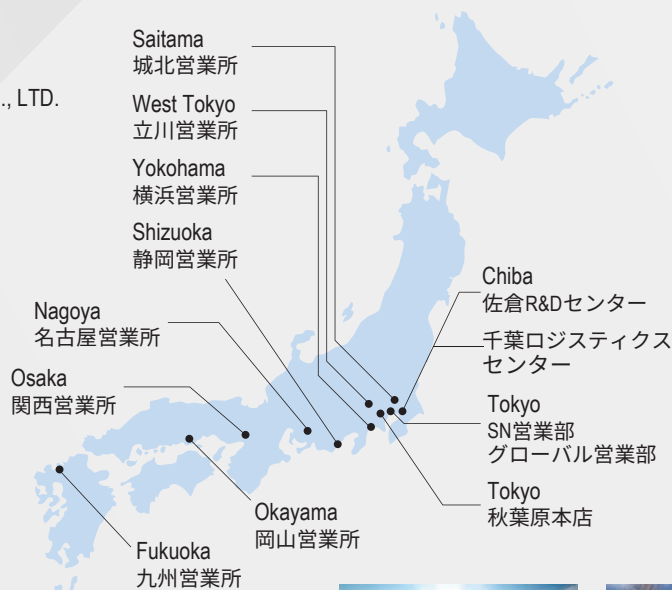 ., LTD.
Saitama
城北営業所
West Tokyo
立川営業所
Yokohama
横浜営業所
Shizuoka
静岡営業所
Nagoya
名古屋営業所
Osaka
関西営業所
Chiba
佐倉R&Dセンター
千葉ロジスティクス
センター
Tokyo
SN営業部
グローバル営業部
Tokyo
秋葉原本店
Okayama
岡山営業所
Fukuoka
九州営業所